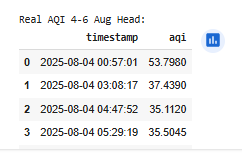 Real AQI 4-6 Aug Head:
timestamp aqi
0 2025-08-04 00:57:01 53.7980
1 2025-08-04 03:08:17 37.4390
2 2025-08-04 04:47:52 35.1120
3 2025-08-04 05:29:19 35.5045